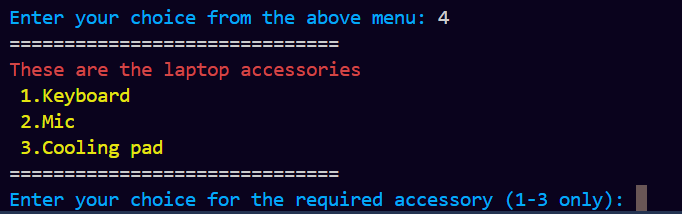 Enter your choice from the above menu: 4
==============================
These are the laptop accessories
1.Keyboard
2.Mic
3.Cooling pad
==============================
Enter your choice for the required accessory (1-3 only):